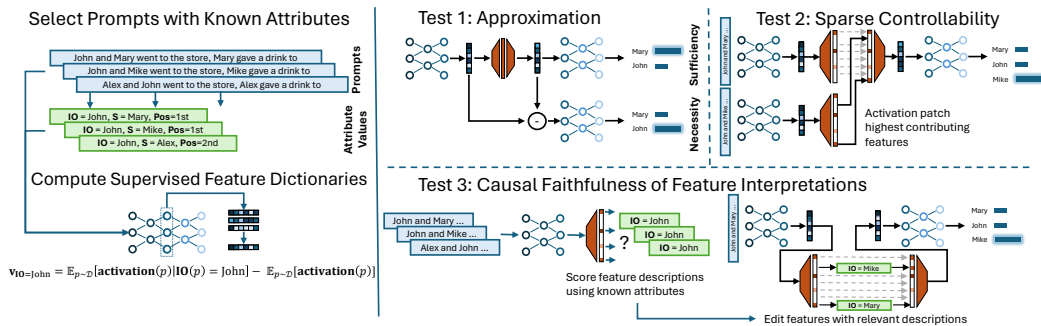 Select Prompts with Known Attributes
John and Mary went to the store, Mary gave a drink to
John and Mike went to the store, Mike gave a drink to
Alex and John went to the store, Alex gave a drink to
Prompts
IO = John, S = Mary, Pos=1st
IO = John, S = Mike, Pos=1st
IO = John, S = Alex, Pos=2nd
Attribute
Values
Compute Supervised Feature Dictionaries
v_IO=John = 𝔼_p~𝒟[activation(p)|IO(p) = John] − 𝔼_p~𝒟[activation(p)]
Test 1: Approximation
Mary
John
Sufficiency
-
Mary
John
Necessity
Test 2: Sparse Controllability
John and Mary ...
Mary
John
Mike
John and Mike ...
Activation patch
highest contributing
features
Test 3: Causal Faithfulness of Feature Interpretations
John and Mary ...
John and Mike ...
Alex and John ...
?
IO = John
IO = John
IO = John
Score feature descriptions
using known attributes
John and Mary ...
Mary
John
Mike
IO = Mike
IO = Mary
Edit features with relevant descriptions